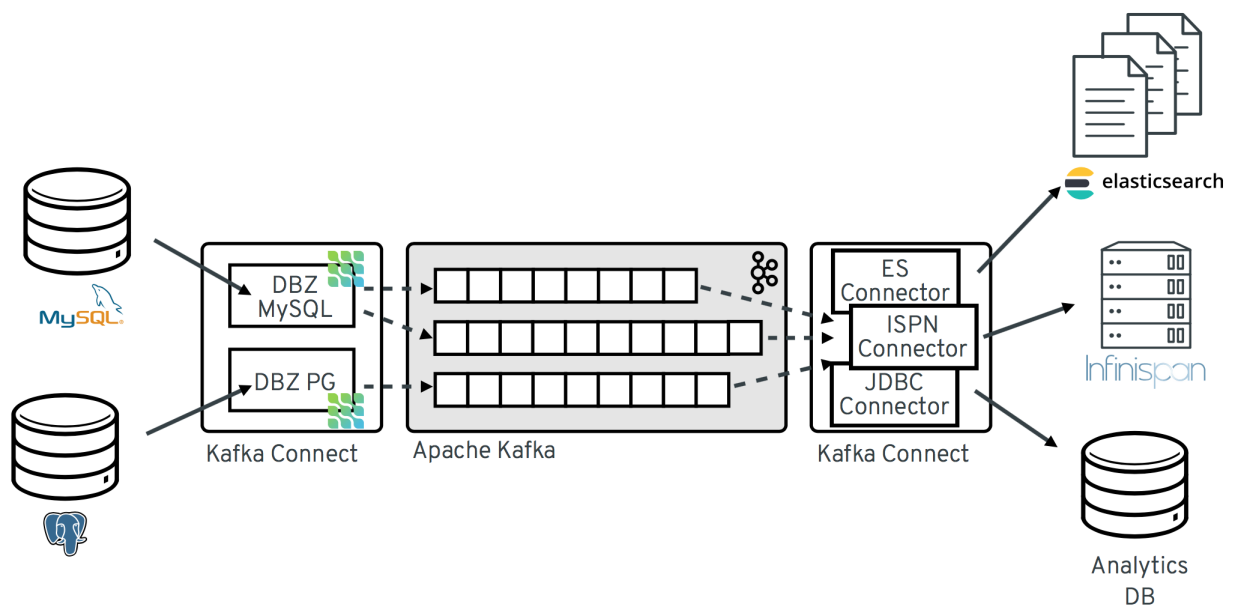 elasticsearch
MySQL
DBZ
MySQL
DBZ PG
Kafka Connect
Apache Kafka
ES
Connector
ISPN
Connector
JDBC
Connector
Kafka Connect
Infinispan
Analytics
DB